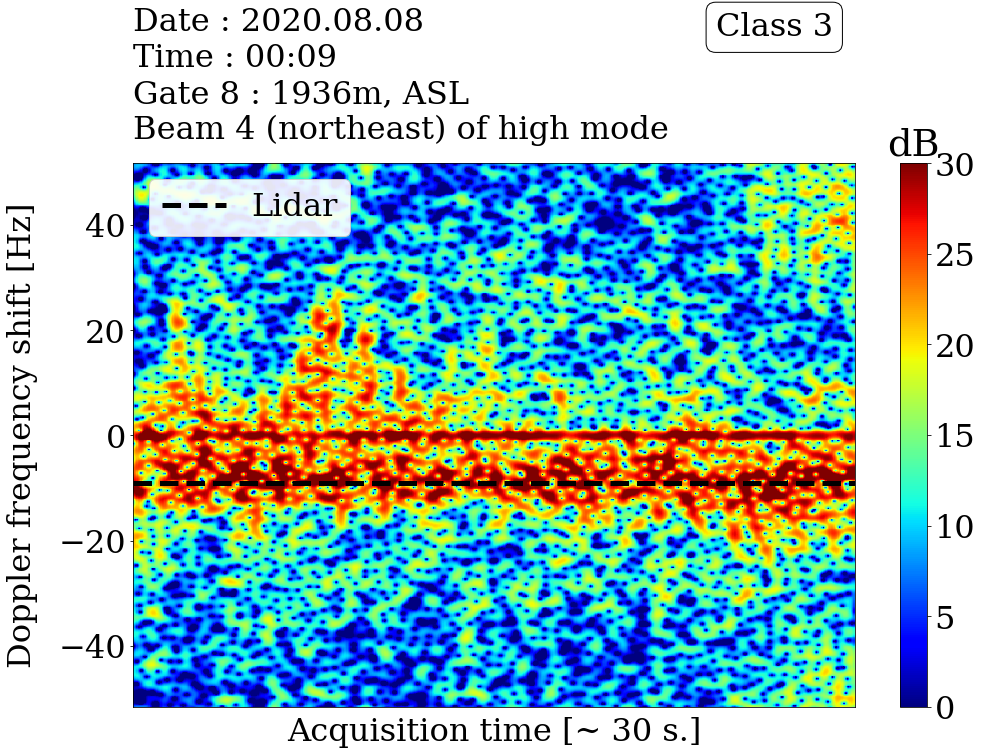 Date : 2020.08.08
Time : 00:09
Gate 8 : 1936m, ASL
Beam 4 (northeast) of high mode
Class 3
dB
Lidar
Doppler frequency shift [Hz]
40
20
0
−20
−40
Acquisition time [~ 30 s.]
30
25
20
15
10
5
0